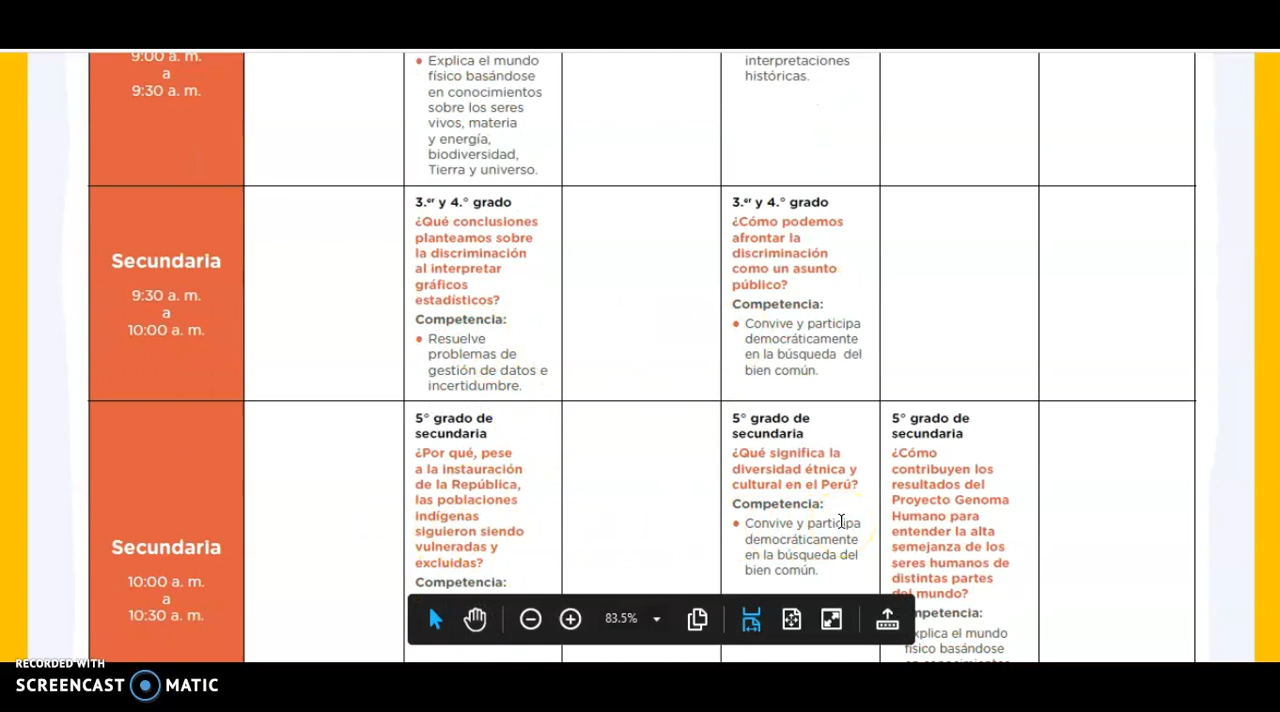 9:00 a. m.
a
9:30 a. m.
Explica el mundo
físico basándose
en conocimientos
sobre los seres
vivos, materia
y energía,
biodiversidad,
Tierra y universo.
interpretaciones
históricas.
Secundaria
9:30 a. m.
a
10:00 a. m.
3.er y 4.° grado
¿Qué conclusiones
planteamos sobre
la discriminación
al interpretar
gráficos
estadísticos?
Competencia:
Resuelve
problemas de
gestión de datos e
incertidumbre.
3.er y 4.° grado
¿Cómo podemos
afrontar la
discriminación
como un asunto
público?
Competencia:
Convive y participa
democráticamente
en la búsqueda del
bien común.
Secundaria
10:00 a. m.
a
10:30 a. m.
5° grado de
secundaria
¿Por qué, pese
a la instauración
de la República,
las poblaciones
indígenas
siguieron siendo
vulneradas y
excluidas?
Competencia:
5° grado de
secundaria
¿Qué significa la
diversidad étnica y
cultural en el Perú?
Competencia:
Convive y participa
democráticamente
en la búsqueda del
bien común.
5° grado de
secundaria
¿Cómo
contribuyen los
resultados del
Proyecto Genoma
Humano para
entender la alta
semejanza de los
seres humanos de
distintas partes
del mundo?
mpetencia:
xplica el mundo
físico basándose
83.5%
RECORDED WITH
SCREENCAST MATIC